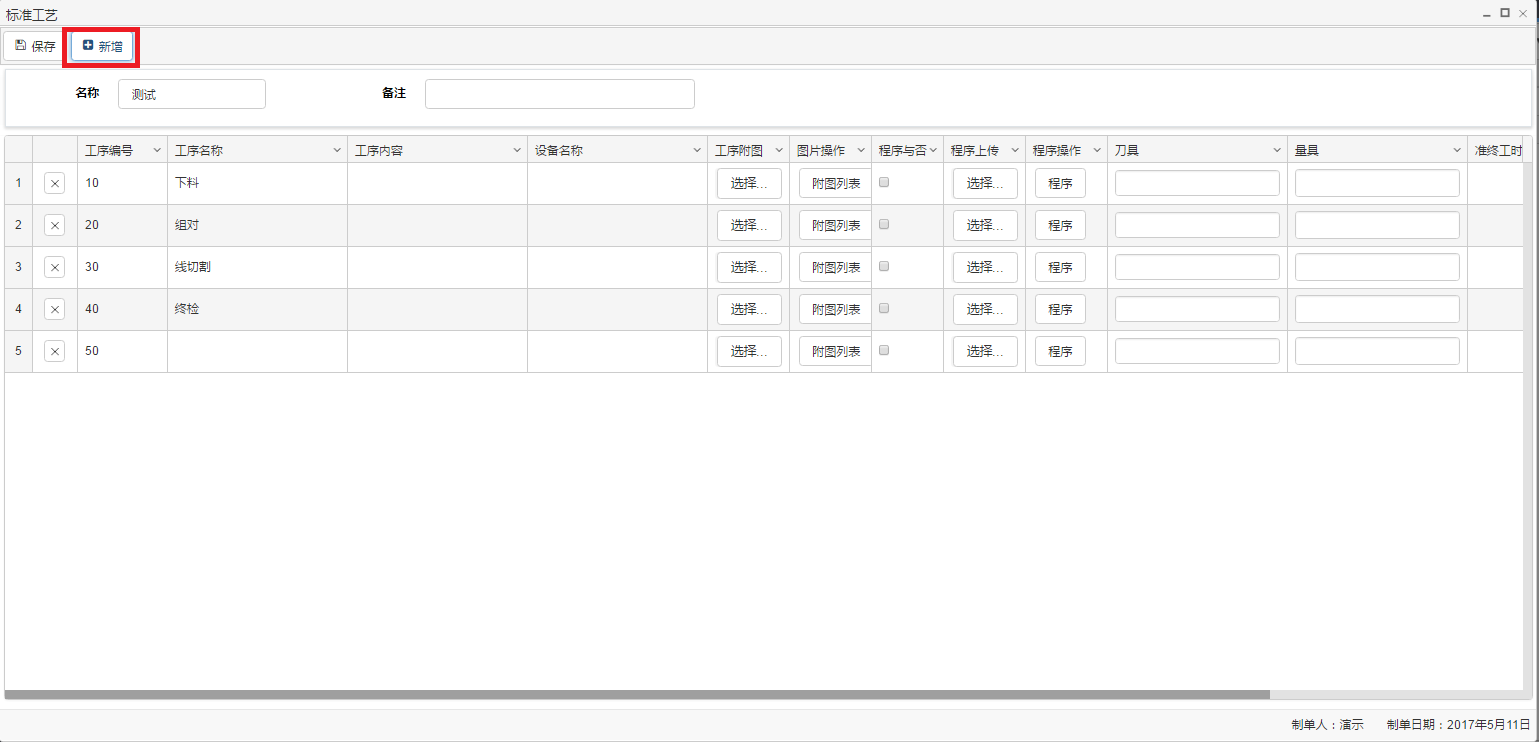 标准工艺
保存 新增
名称 测试 备注
工序编号 工序名称 工序内容 设备名称 工序附图 图片操作 程序与否 程序上传 程序操作 刀具 量具 准终工时
1 10 下料 选择... 附图列表 选择... 程序
2 20 组对 选择... 附图列表 选择... 程序
3 30 线切割 选择... 附图列表 选择... 程序
4 40 终检 选择... 附图列表 选择... 程序
5 50 选择... 附图列表 选择... 程序
制单人：演示 制单日期：2017年5月11日